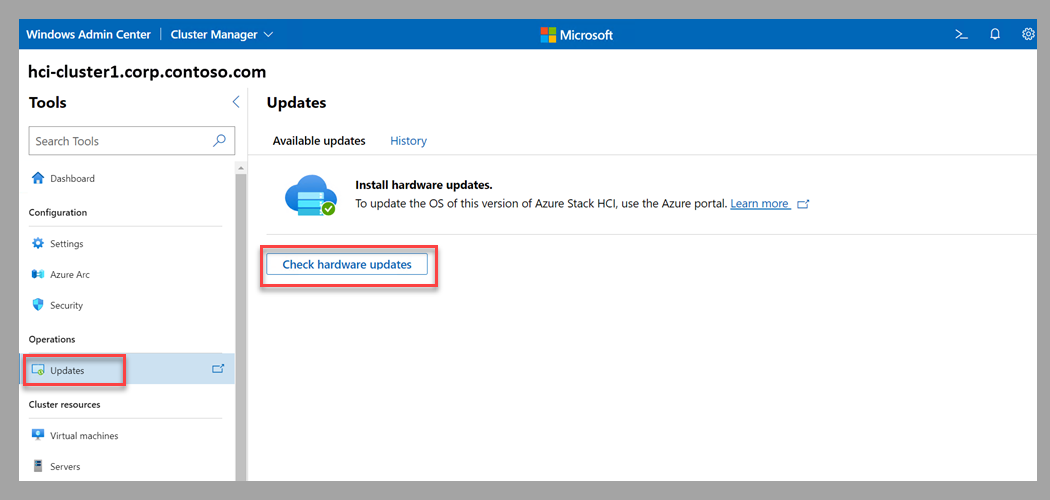 Windows Admin Center | Cluster Manager
Microsoft
hci-cluster1.corp.contoso.com
Tools
Search Tools
Dashboard
Configuration
Settings
Azure Arc
Security
Operations
Updates
Cluster resources
Virtual machines
Servers
Updates
Available updates
History
Install hardware updates.
To update the OS of this version of Azure Stack HCI, use the Azure portal. Learn more
Check hardware updates